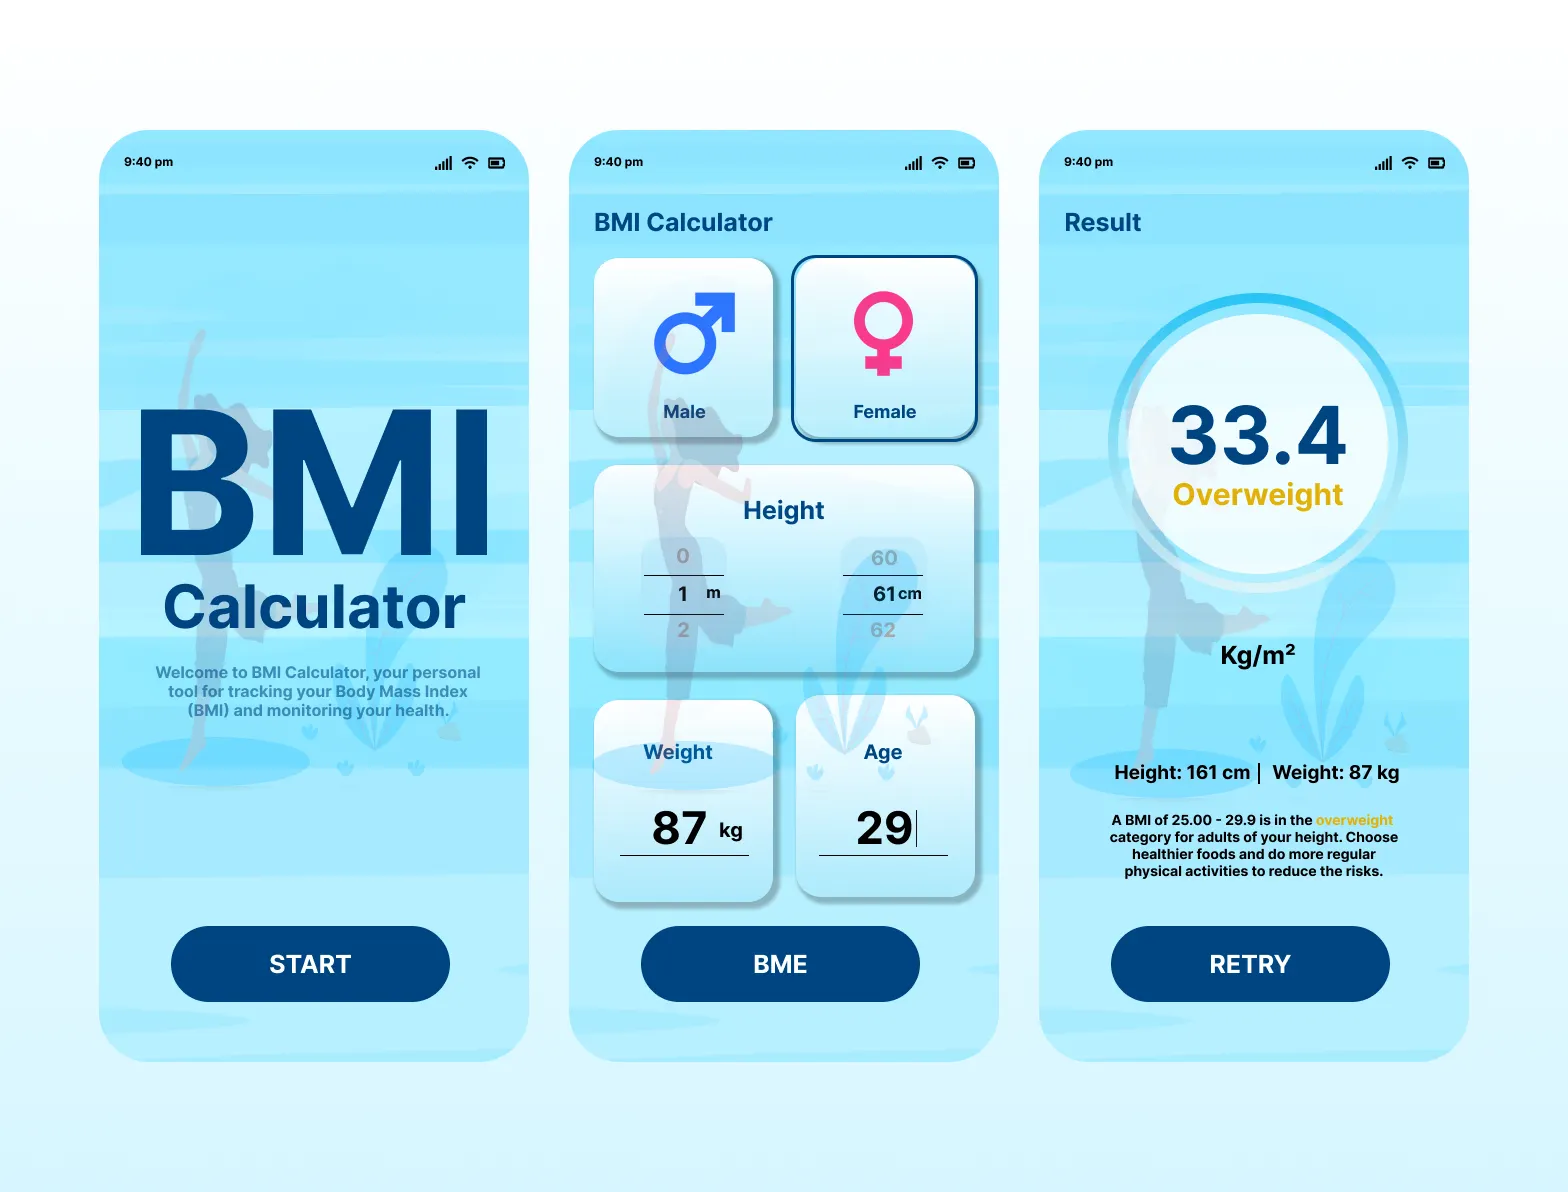 9:40 pm
BMI
Calculator
Welcome to BMI Calculator, your personal
tool for tracking your Body Mass Index
(BMI) and monitoring your health.
START
9:40 pm
BMI Calculator
Male
Female
Height
0
60
1 m
61 cm
2
62
Weight
Age
87 kg
29
BME
9:40 pm
Result
33.4
Overweight
Kg/m²
Height: 161 cm | Weight: 87 kg
A BMI of 25.00 - 29.9 is in the overweight
category for adults of your height. Choose
healthier foods and do more regular
physical activities to reduce the risks.
RETRY